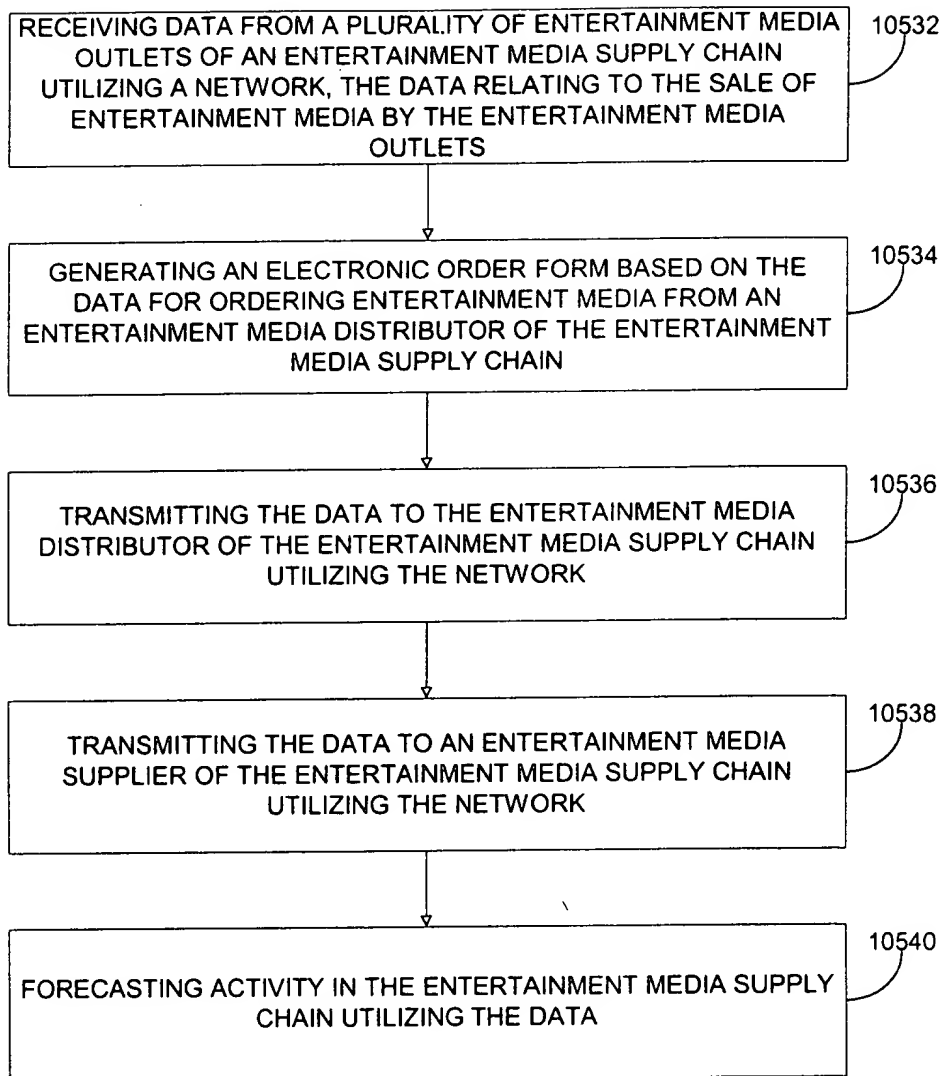 RECEIVING DATA FROM A PLURALITY OF ENTERTAINMENT MEDIA
OUTLETS OF AN ENTERTAINMENT MEDIA SUPPLY CHAIN
UTILIZING A NETWORK, THE DATA RELATING TO THE SALE OF
ENTERTAINMENT MEDIA BY THE ENTERTAINMENT MEDIA
OUTLETS
10532
GENERATING AN ELECTRONIC ORDER FORM BASED ON THE
DATA FOR ORDERING ENTERTAINMENT MEDIA FROM AN
ENTERTAINMENT MEDIA DISTRIBUTOR OF THE ENTERTAINMENT
MEDIA SUPPLY CHAIN
10534
TRANSMITTING THE DATA TO THE ENTERTAINMENT MEDIA
DISTRIBUTOR OF THE ENTERTAINMENT MEDIA SUPPLY CHAIN
UTILIZING THE NETWORK
10536
TRANSMITTING THE DATA TO AN ENTERTAINMENT MEDIA
SUPPLIER OF THE ENTERTAINMENT MEDIA SUPPLY CHAIN
UTILIZING THE NETWORK
10538
FORECASTING ACTIVITY IN THE ENTERTAINMENT MEDIA SUPPLY
CHAIN UTILIZING THE DATA
10540